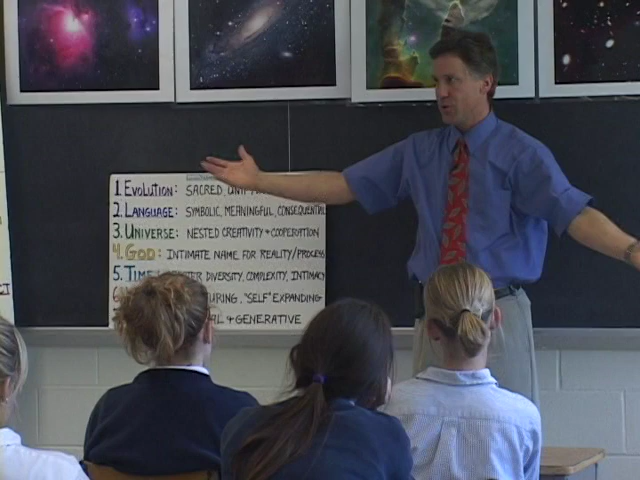 1. EVOLUTION: SACRED,
2. LANGUAGE: SYMBOLIC, MEANINGFUL, CONSEQUENTIAL
3. UNIVERSE: NESTED CREATIVITY & COOPERATION
4. GOD: INTIMATE NAME FOR REALITY/PROCESS
5. TIME: DIVERSITY, COMPLEXITY, INTIMACY
"SELF" EXPANDING
& GENERATIVE